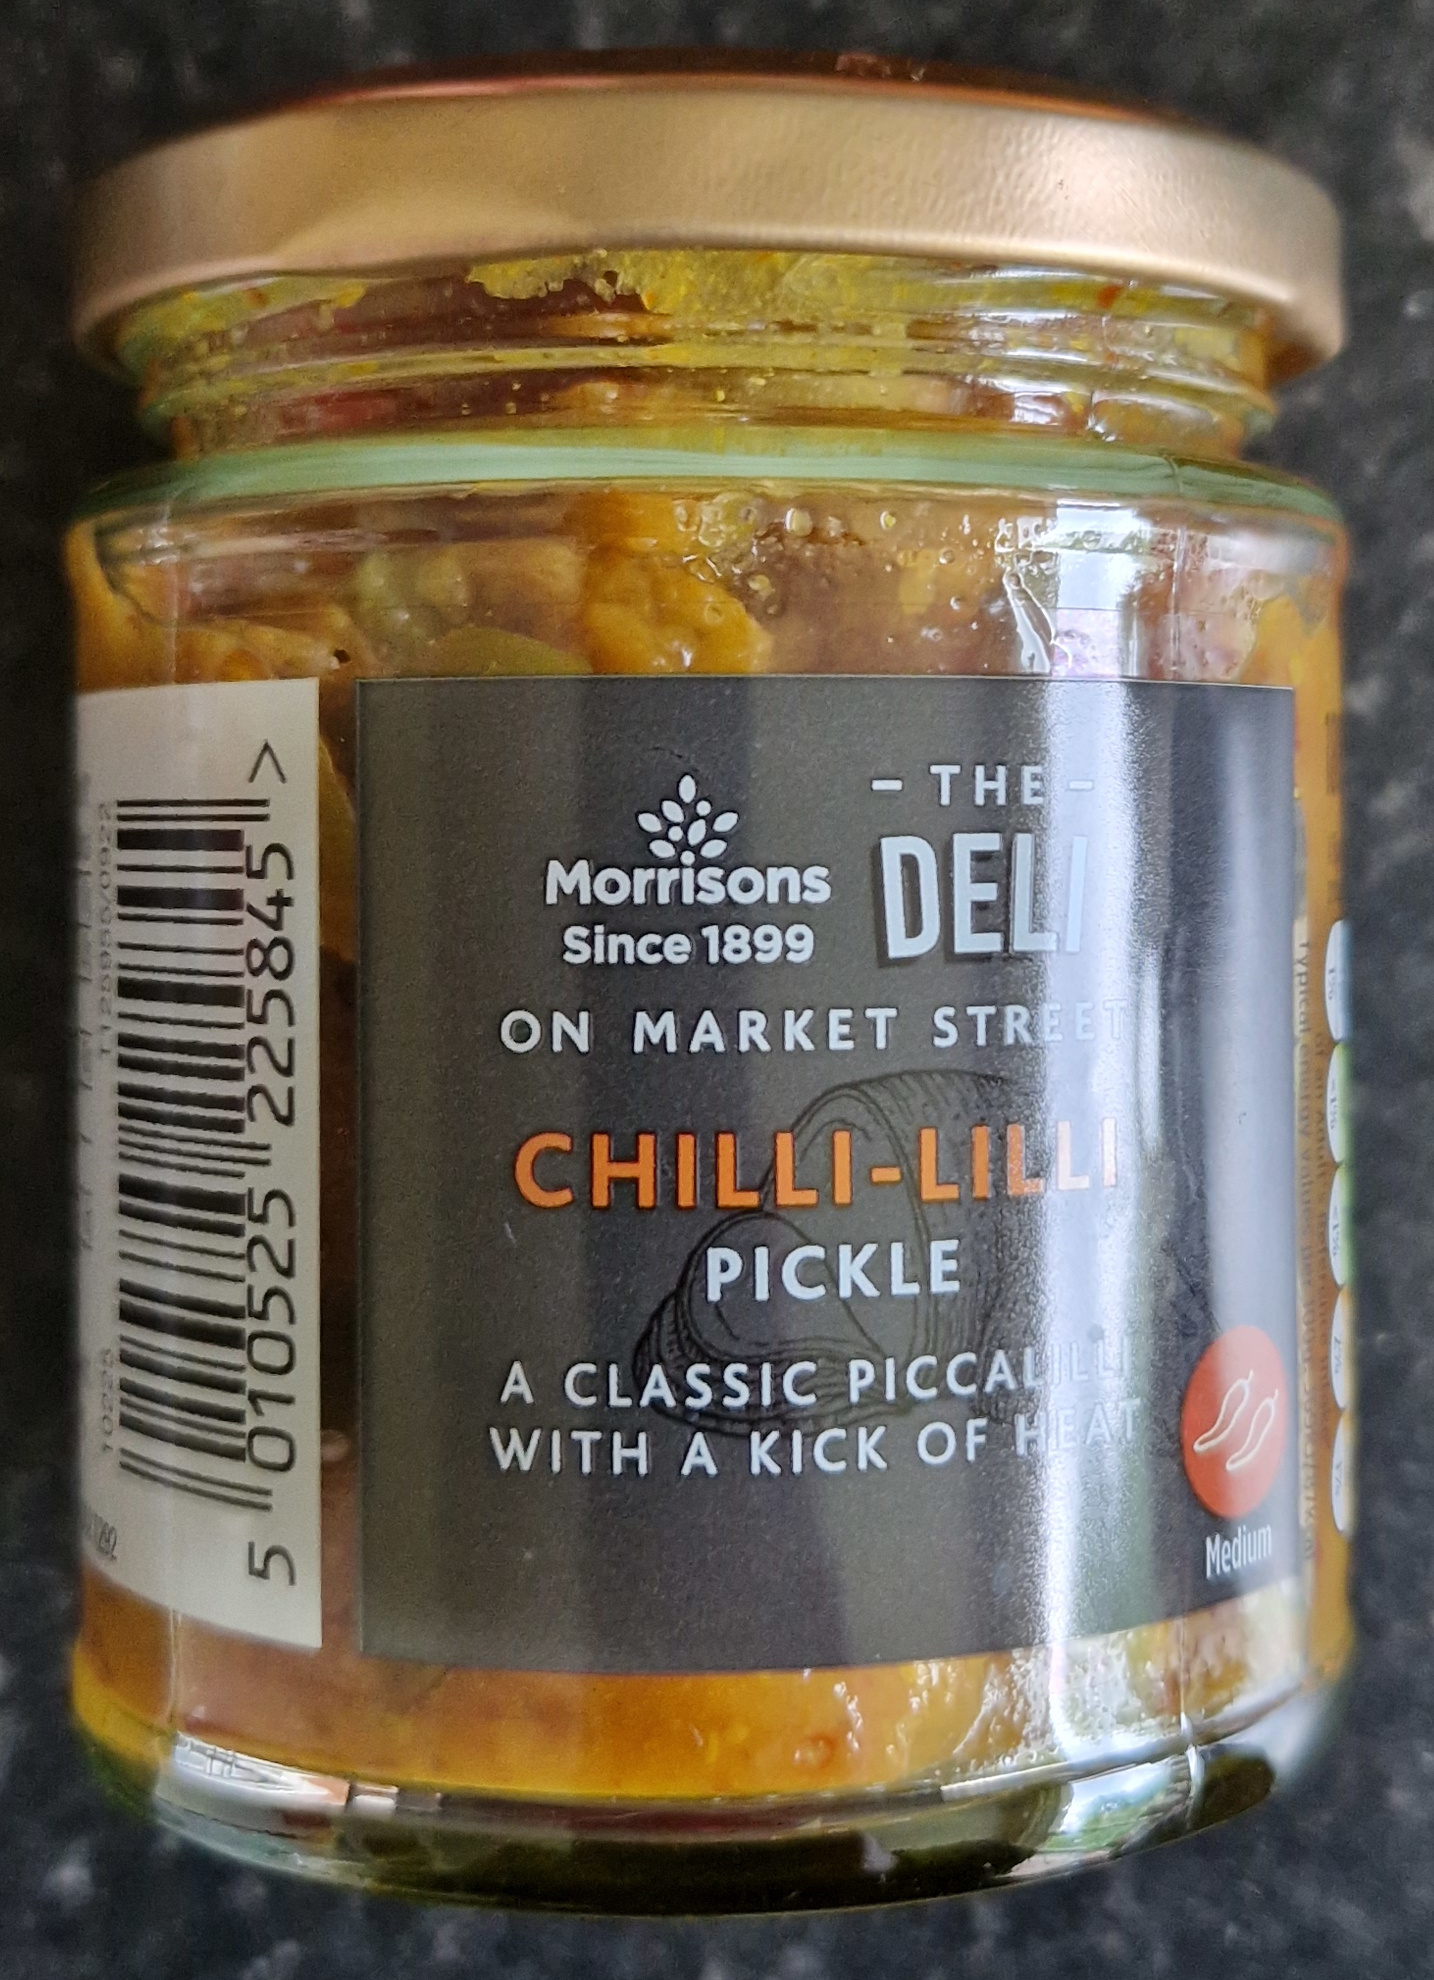 - THE -
DELI
Morrisons
Since 1899
ON MARKET STREET
CHILLI-LILLI
PICKLE
A CLASSIC PICCALILLI
WITH A KICK OF HEAT
Medium
5 010525 225845 >
Typical